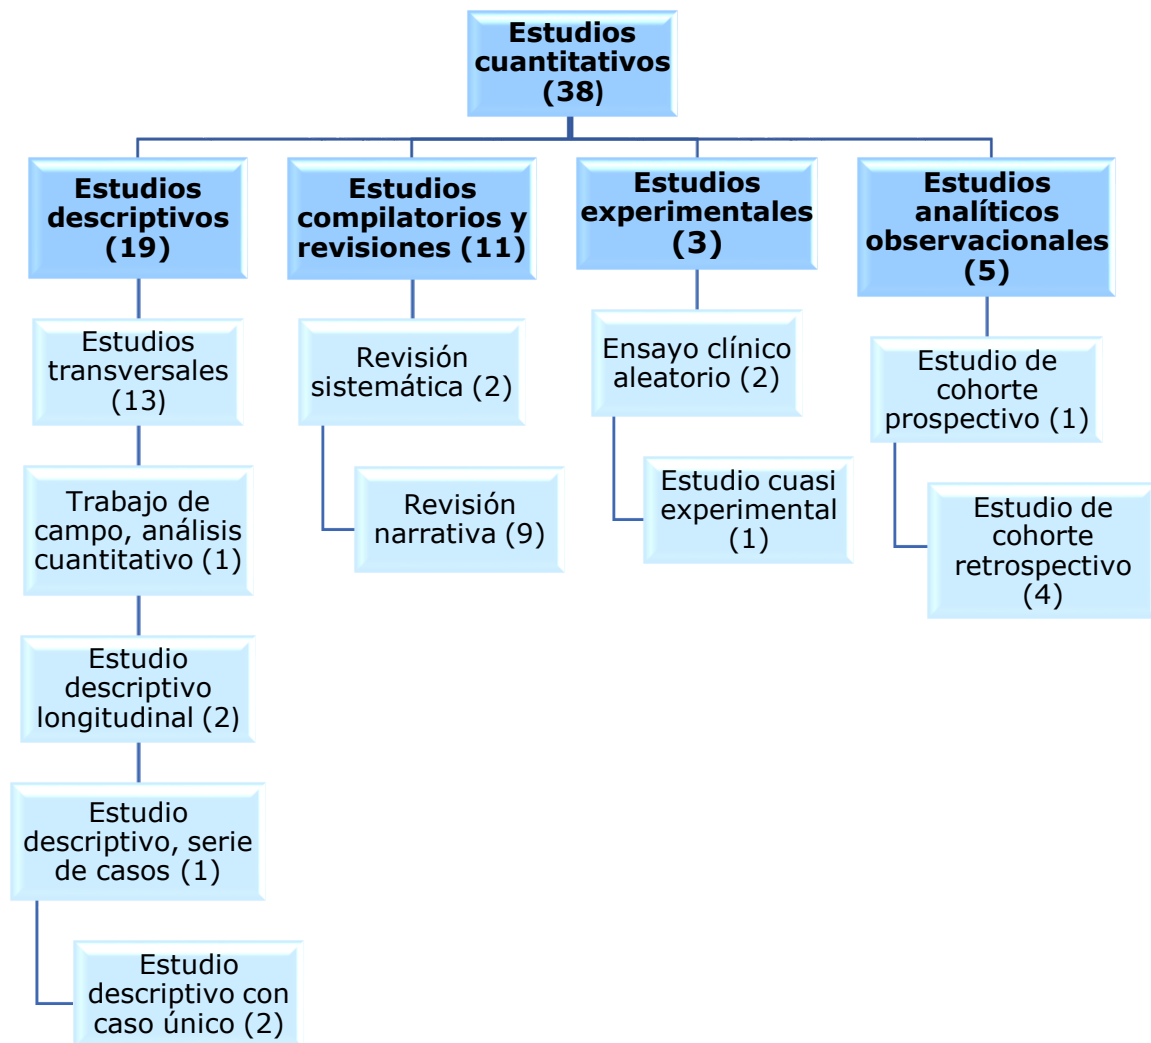 Estudios
cuantitativos
(38)
Estudios
descriptivos
(19)
Estudios
transversales
(13)
Trabajo de
campo, análisis
cuantitativo (1)
Estudio
descriptivo
longitudinal (2)
Estudio
descriptivo, serie
de casos (1)
Estudio
descriptivo con
caso único (2)
Estudios
compilatorios y
revisiones (11)
Revisión
sistemática (2)
Revisión
narrativa (9)
Estudios
experimentales
(3)
Ensayo clínico
aleatorio (2)
Estudio cuasi
experimental
(1)
Estudios
analíticos
observacionales
(5)
Estudio de
cohorte
prospectivo (1)
Estudio de
cohorte
retrospectivo
(4)